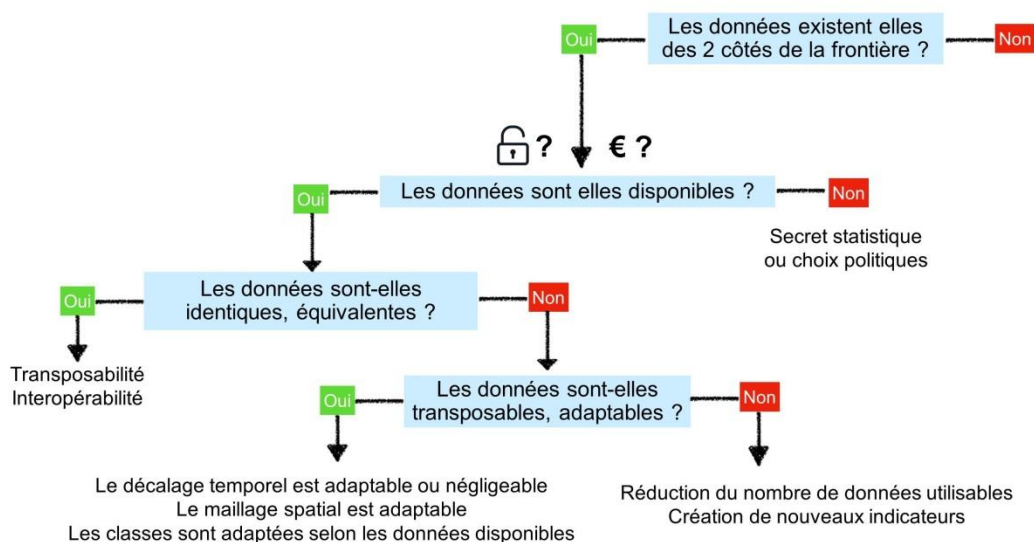 Oui
Les données existent elles
des 2 côtés de la frontière ?
Non
?
€ ?
Oui
Les données sont elles disponibles ?
Non
Secret statistique
ou choix politiques
Oui
Les données sont-elles
identiques, équivalentes ?
Non
Transposabilité
Interopérabilité
Oui
Les données sont-elles
transposables, adaptables ?
Non
Le décalage temporel est adaptable ou négligeable
Le maillage spatial est adaptable
Les classes sont adaptées selon les données disponibles
Réduction du nombre de données utilisables
Création de nouveaux indicateurs